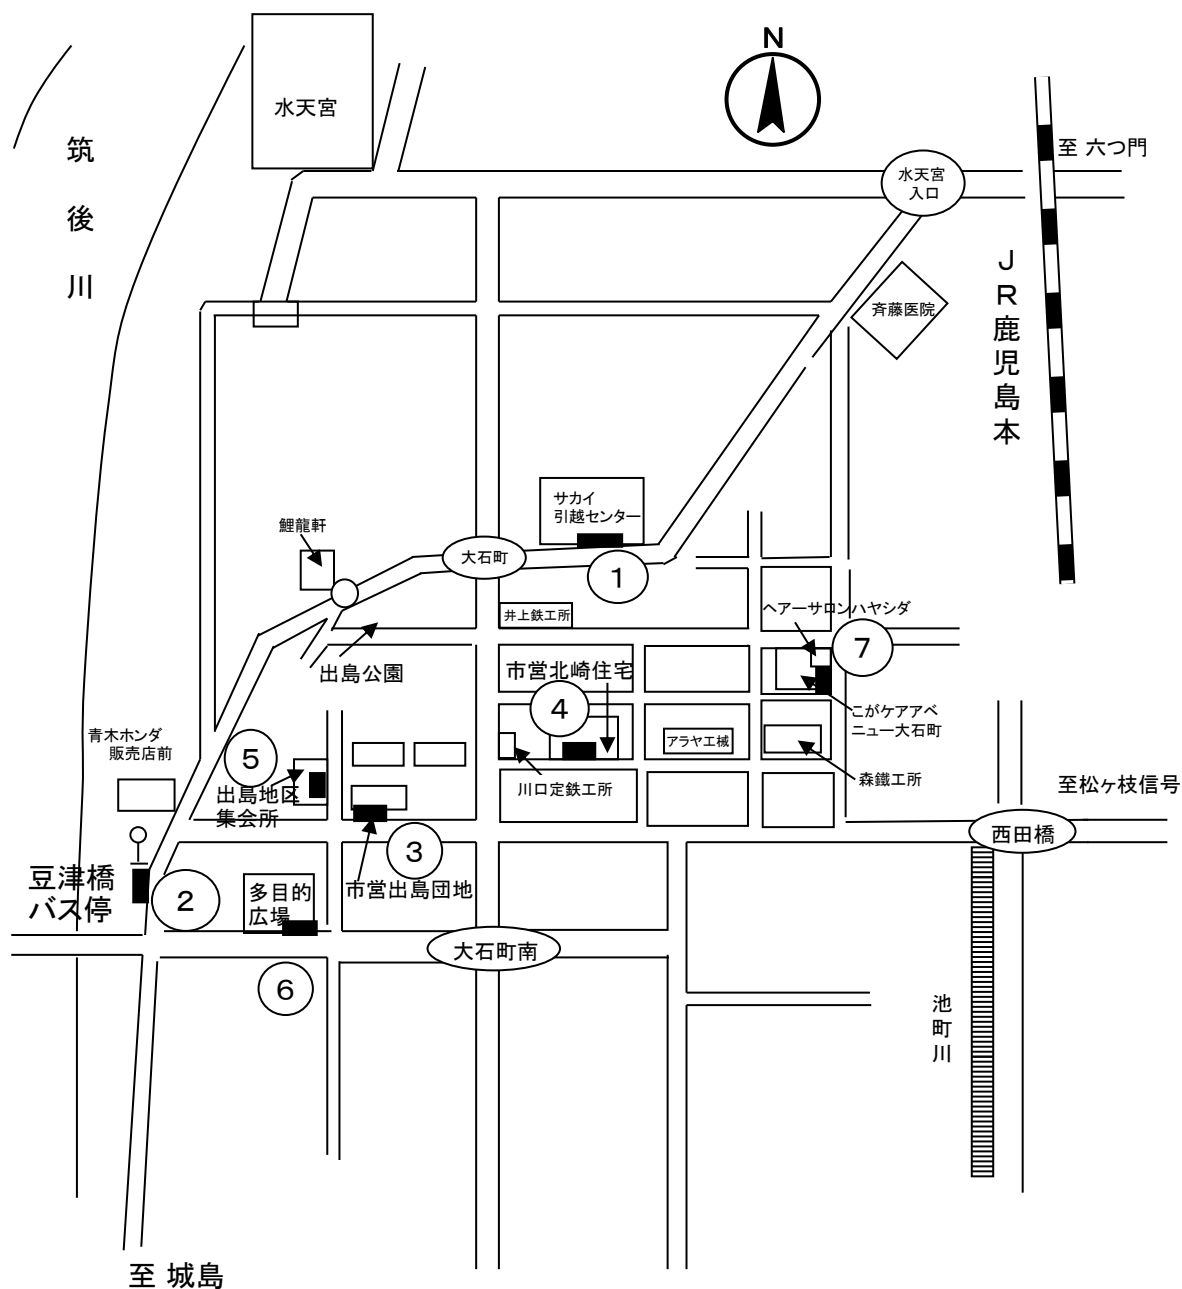 N
水天宮
筑後川
至 六つ門
水天宮
入口
JR鹿児島本
斉藤医院
サカイ
引越センター
鯉龍軒
大石町
1
井上鉄工所
ヘアーサロンハヤシダ
7
出島公園
市営北崎住宅
4
こがケアアベ
ニュー大石町
青木ホンダ
販売店前
5
アラヤ工械
森鐵工所
川口定鉄工所
至松ヶ枝信号
出島地区
集会所
西田橋
3
豆津橋
バス停
2
多目的
広場
市営出島団地
大石町南
6
池町川
至 城島